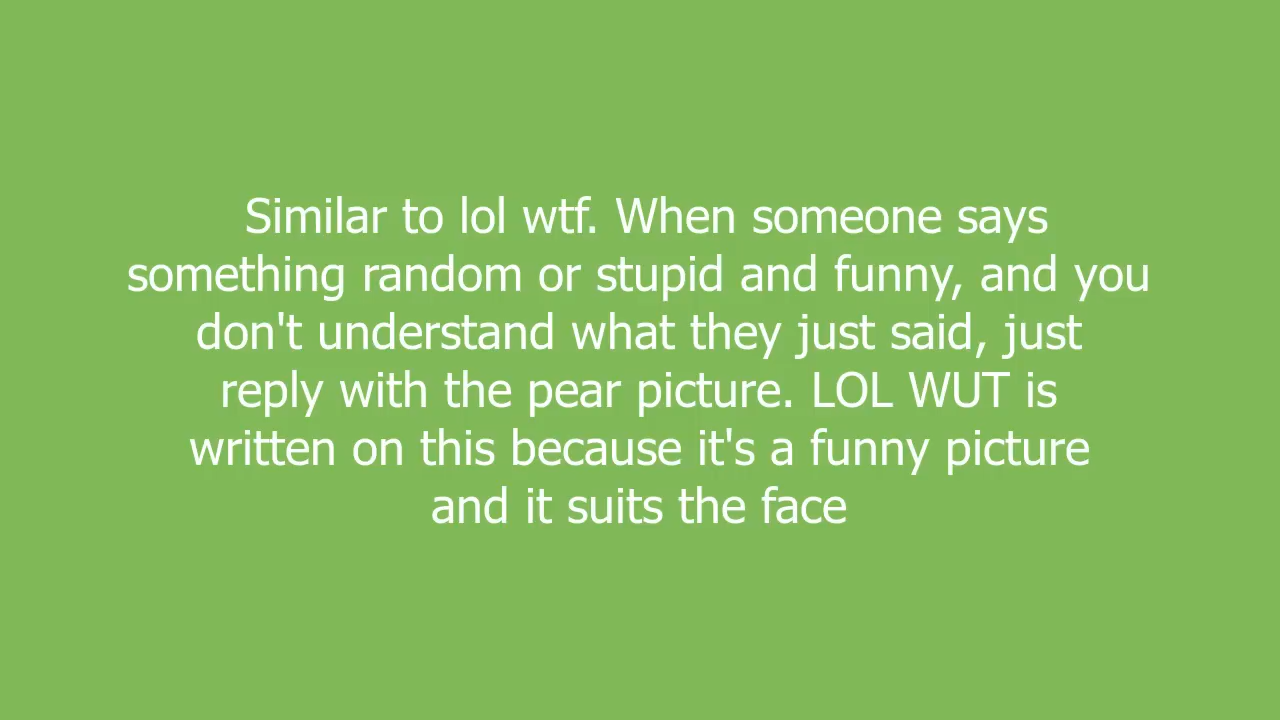 Similar to lol wtf. When someone says
something random or stupid and funny, and you
don't understand what they just said, just
reply with the pear picture. LOL WUT is
written on this because it's a funny picture
and it suits the face